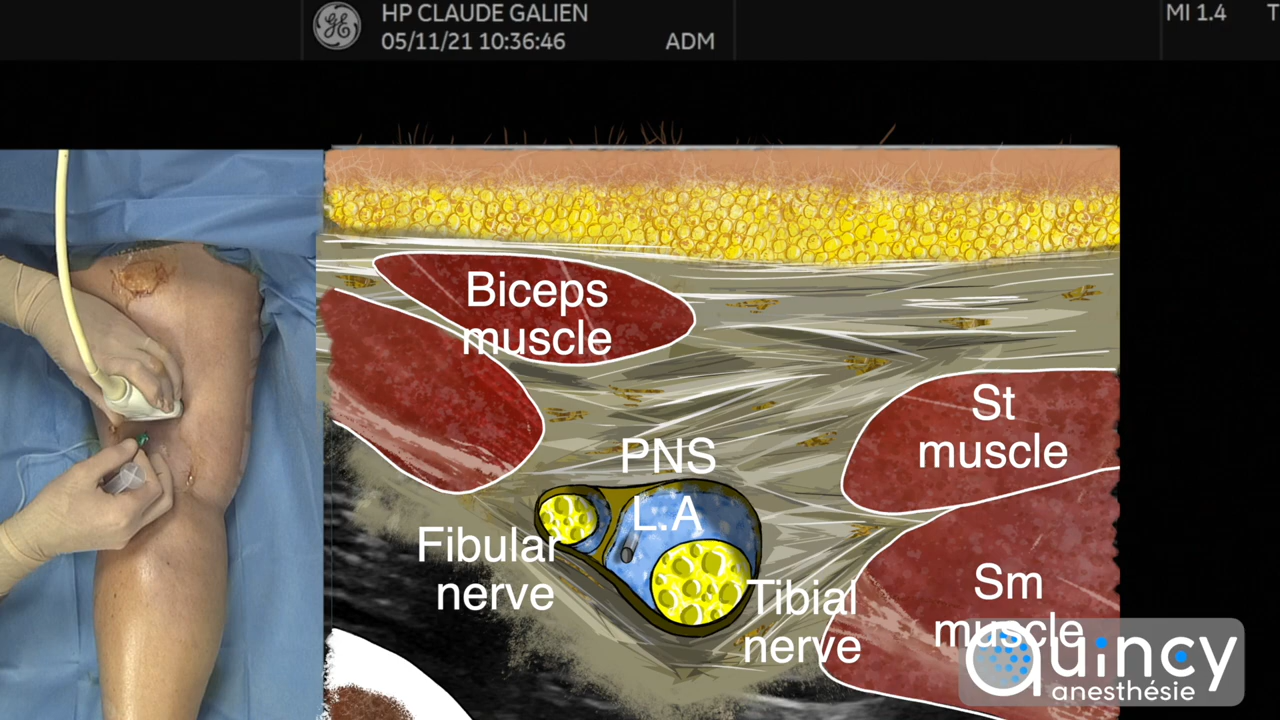 HP CLAUDE GALIEN
05/11/21 10:36:46 ADM
MI 1.4
Biceps
muscle
St
muscle
PNS
L.A
Fibular
nerve
Tibial
nerve
Sm
muscle
Quincy
anesthésie